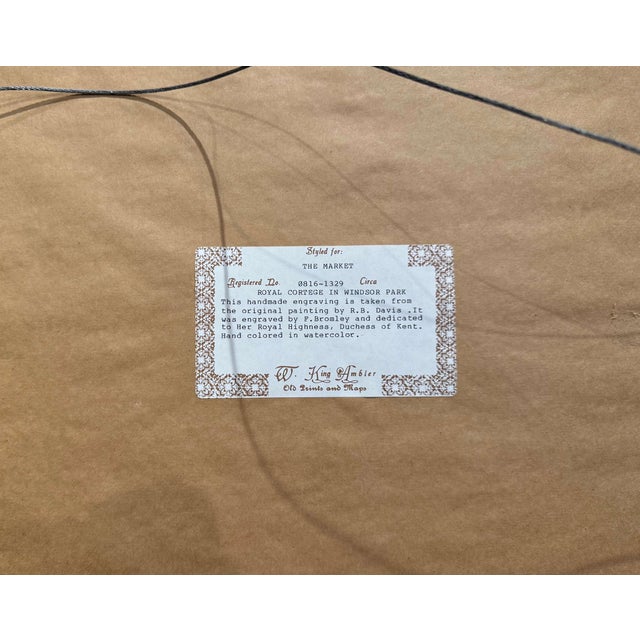 Styled for:
THE MARKET
Registered No. 0816-1329 Circa
ROYAL CORTEGE IN WINDSOR PARK
This handmade engraving is taken from
the original painting by R.B. Davis .It
was engraved by F.Bromley and dedicated
to Her Royal Highness, Duchess of Kent.
Hand colored in watercolor.
W. King Ambler
Old Prints and Maps